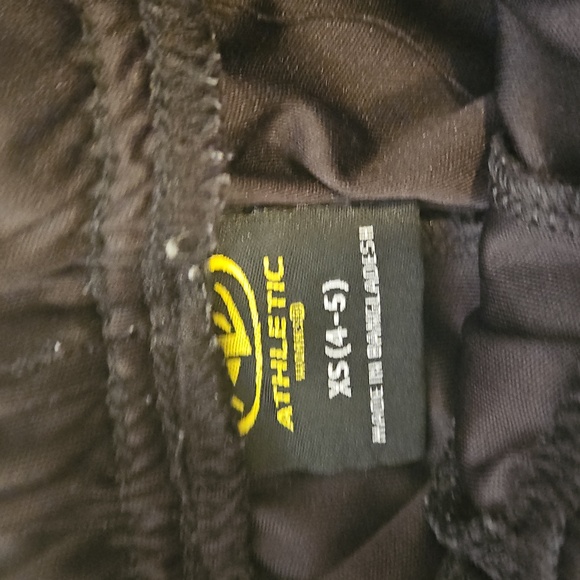 ATHLETIC
WORKS
XS(4-5)
MADE IN BANGLADESH